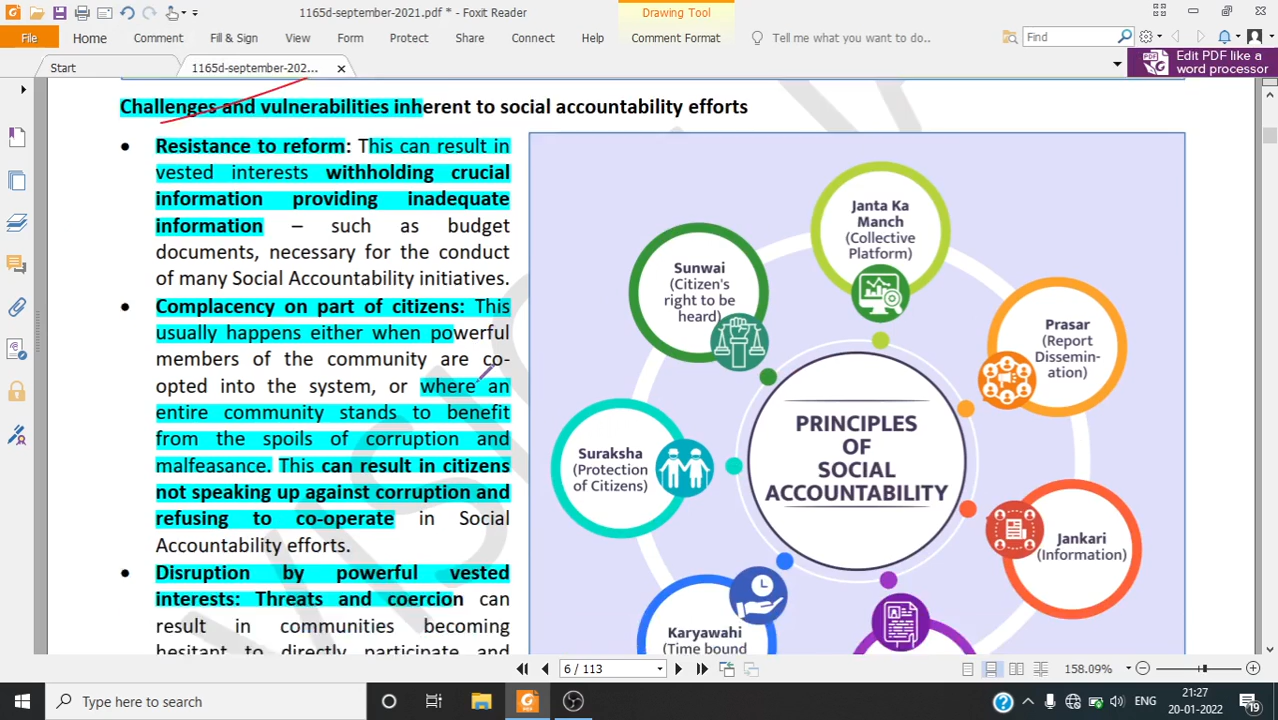 1165d-september-2021.pdf * - Foxit Reader
Drawing Tool
File
Home
Comment
Fill & Sign
View
Form
Protect
Share
Connect
Help
Comment Format
Tell me what you want to do..
Find
Start
1165d-september-202...
Edit PDF like a
word processor
Challenges and vulnerabilities inherent to social accountability efforts
• Resistance to reform: This can result in
vested interests withholding crucial
information providing inadequate
information – such as budget
documents, necessary for the conduct
of many Social Accountability initiatives.
• Complacency on part of citizens: This
usually happens either when powerful
members of the community are co-
opted into the system, or where an
entire community stands to benefit
from the spoils of corruption and
malfeasance. This can result in citizens
not speaking up against corruption and
refusing to co-operate in Social
Accountability efforts.
• Disruption by powerful vested
interests: Threats and coercion can
result in communities becoming
hesitant to directly participate and
Janta Ka
Manch
(Collective
Platform)
Sunwai
(Citizen's
right to be
heard)
Prasar
(Report
Dissemin-
ation)
PRINCIPLES
OF
SOCIAL
ACCOUNTABILITY
Suraksha
(Protection
of Citizens)
Jankari
(Information)
Karyawahi
(Time bound
6 / 113
158.09%
Type here to search
ENG
21:27
20-01-2022
19